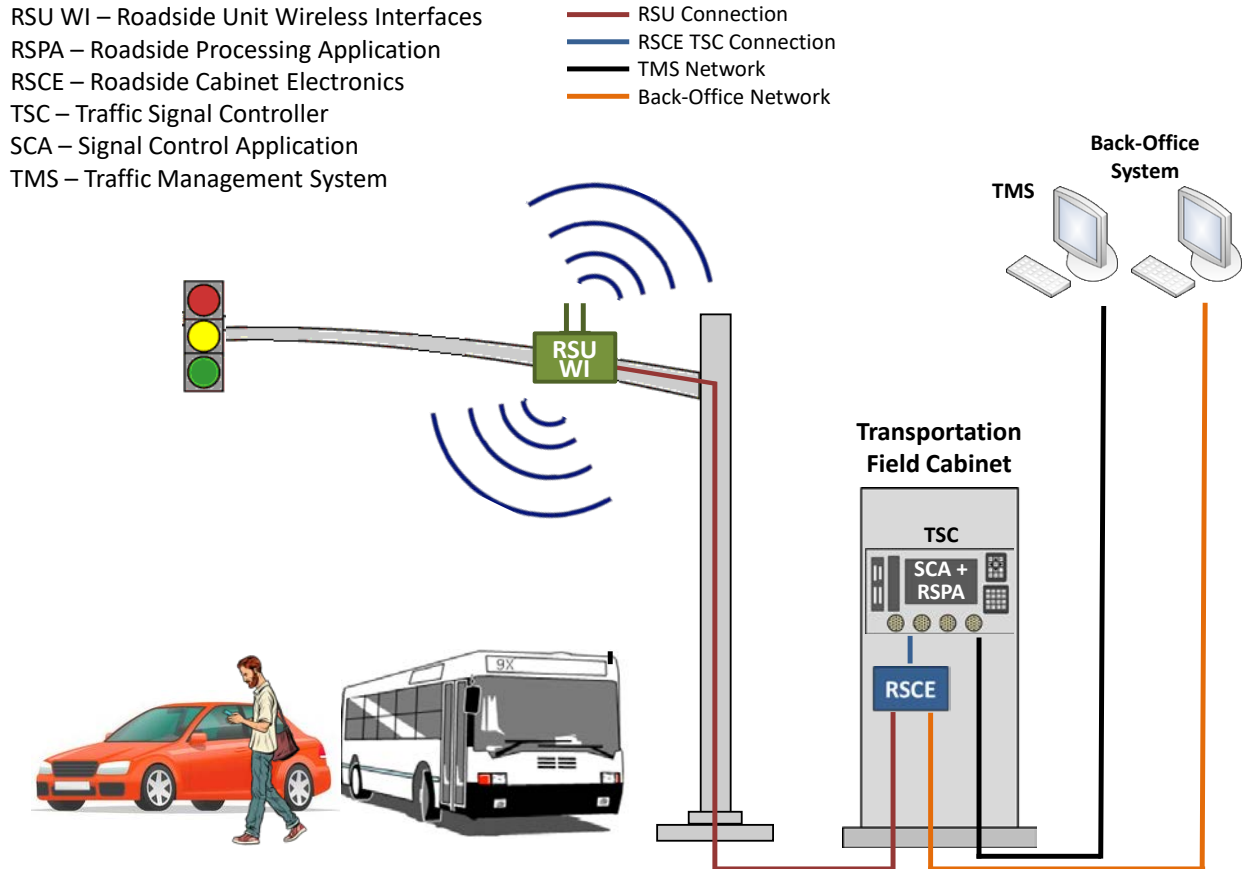 RSU WI – Roadside Unit Wireless Interfaces
RSPA – Roadside Processing Application
RSCE – Roadside Cabinet Electronics
TSC – Traffic Signal Controller
SCA – Signal Control Application
TMS – Traffic Management System
RSU Connection
RSCE TSC Connection
TMS Network
Back-Office Network
Back-Office
System
TMS
RSU
WI
Transportation
Field Cabinet
TSC
SCA +
RSPA
RSCE
9X